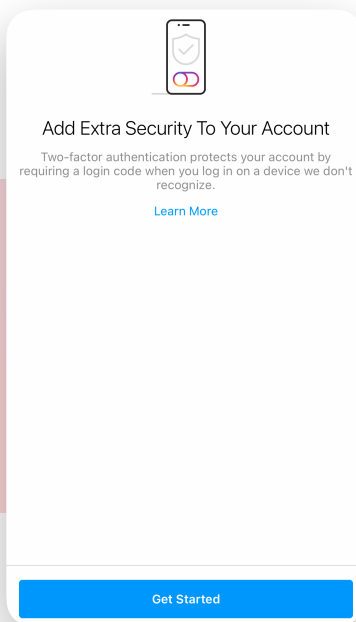 Add Extra Security To Your Account
Two-factor authentication protects your account by
requiring a login code when you log in on a device we don't
recognize.
Learn More
Get Started